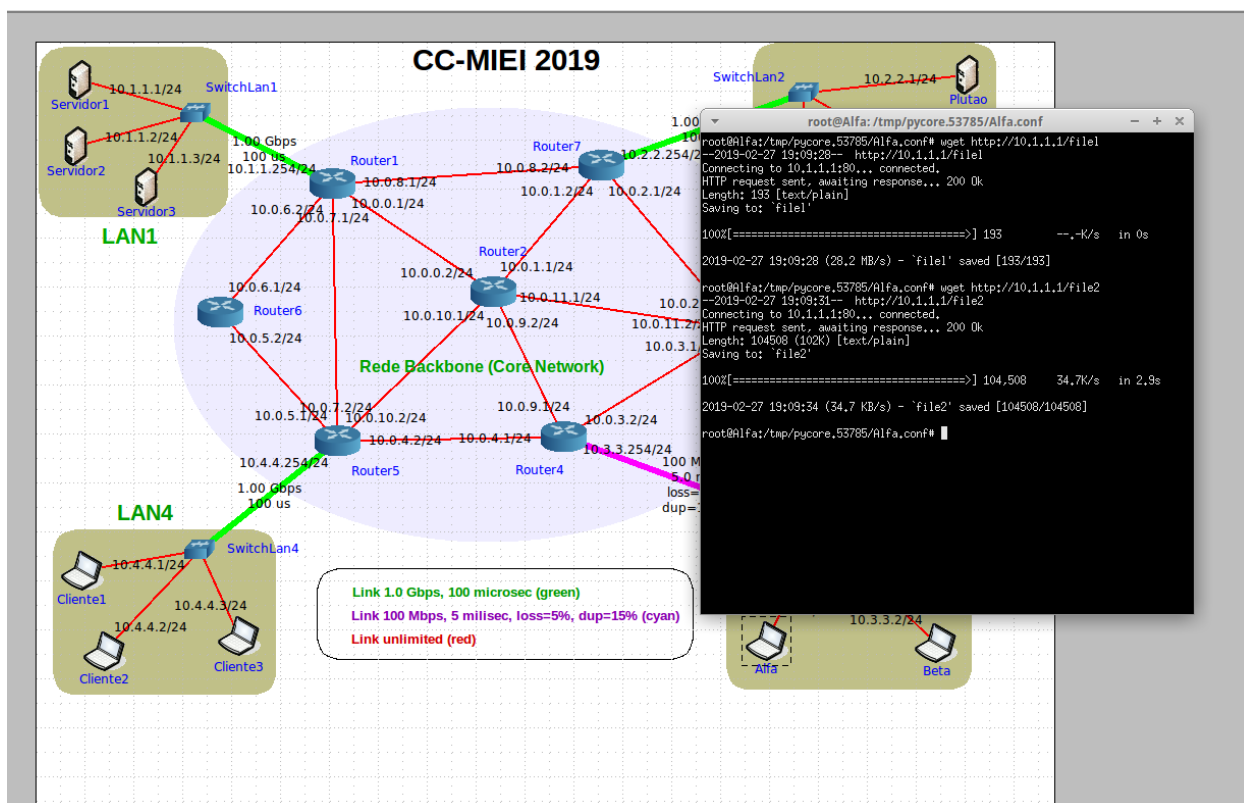 CC-MIEI 2019
10.1.1.1/24
SwitchLan1
Servidor1
10.1.1.2/24
Servidor2
10.1.1.3/24
Servidor3
LAN1
1.00 Gbps
100 us
10.1.1.254/24
Router1
10.0.8.1/24
10.0.6.2/24
10.0.0.1/24
10.0.7.1/24
Router7
10.0.8.2/24
10.2.2.254/2
10.0.1.2/24
10.0.2.1/24
SwitchLan2
10.2.2.1/24
Plutao
1.00
10
Router2
10.0.0.2/24
10.0.1.1/24
10.0.11.1/24
10.0.10.1/24
10.0.9.2/24
10.0.2
10.0.11.2/
10.0.3.1
10.0.6.1/24
Router6
10.0.5.2/24
Rede Backbone (Core Network)
10.0.7.2/24
10.0.5.1/24
10.0.10.2/24
10.0.4.2/24
10.4.4.254/24
Router5
10.0.9.1/24
10.0.3.2/24
10.0.4.1/24
10.3.3.254/24
Router4
100 M
5.0
loss=
dup=1
1.00 Gbps
100 us
LAN4
SwitchLan4
10.4.4.1/24
Cliente1
10.4.4.3/24
10.4.4.2/24
Cliente3
Cliente2
Link 1.0 Gbps, 100 microsec (green)
Link 100 Mbps, 5 milisec, loss=5%, dup=15% (cyan)
Link unlimited (red)
10.3.3.2/24
Alfa
Beta
root@Alfa: /tmp/pycore.53785/Alfa.conf
root@Alfa:/tmp/pycore.53785/Alfa.conf# wget http://10.1.1.1/file1
--2019-02-27 19:09:28-- http://10.1.1.1/file1
Connecting to 10.1.1.1:80... connected.
HTTP request sent, awaiting response... 200 Ok
Length: 193 [text/plain]
Saving to: `file1'
100%[======================================>] 193 --.-K/s in 0s
2019-02-27 19:09:28 (28.2 MB/s) - `file1' saved [193/193]
root@Alfa:/tmp/pycore.53785/Alfa.conf# wget http://10.1.1.1/file2
--2019-02-27 19:09:31-- http://10.1.1.1/file2
Connecting to 10.1.1.1:80... connected.
HTTP request sent, awaiting response... 200 Ok
Length: 104508 (102K) [text/plain]
Saving to: `file2'
100%[======================================>] 104,508 34.7K/s in 2.9s
2019-02-27 19:09:34 (34.7 KB/s) - `file2' saved [104508/104508]
root@Alfa:/tmp/pycore.53785/Alfa.conf#